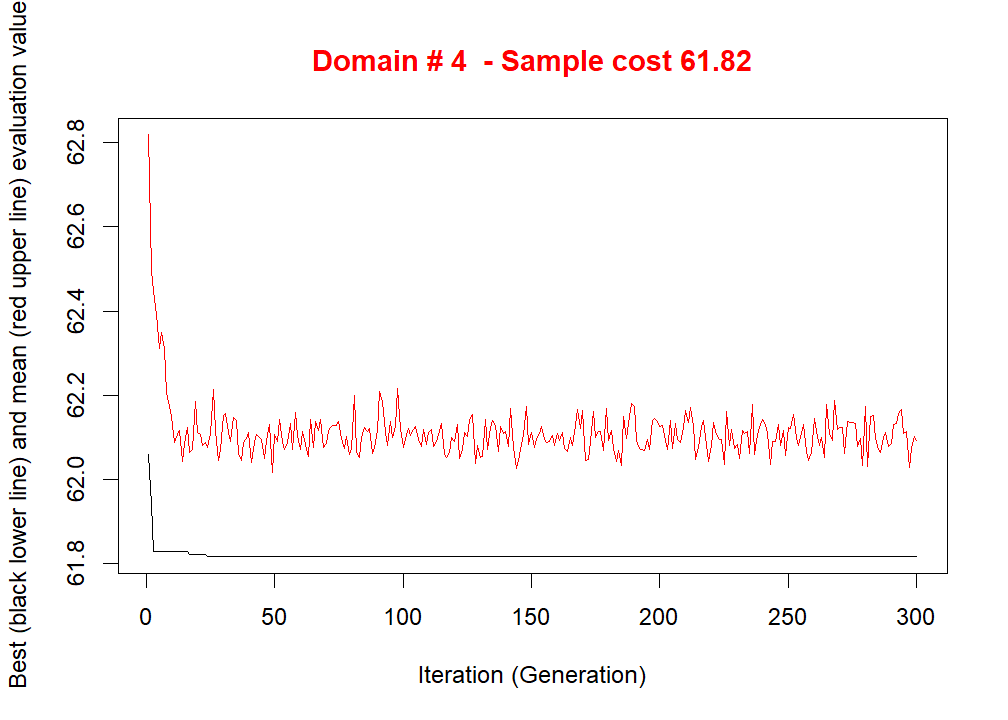 Domain # 4  - Sample cost 61.82
Best (black lower line) and mean (red upper line) evaluation value
62.8
62.6
62.4
62.2
62.0
61.8
0 50 100 150 200 250 300
Iteration (Generation)